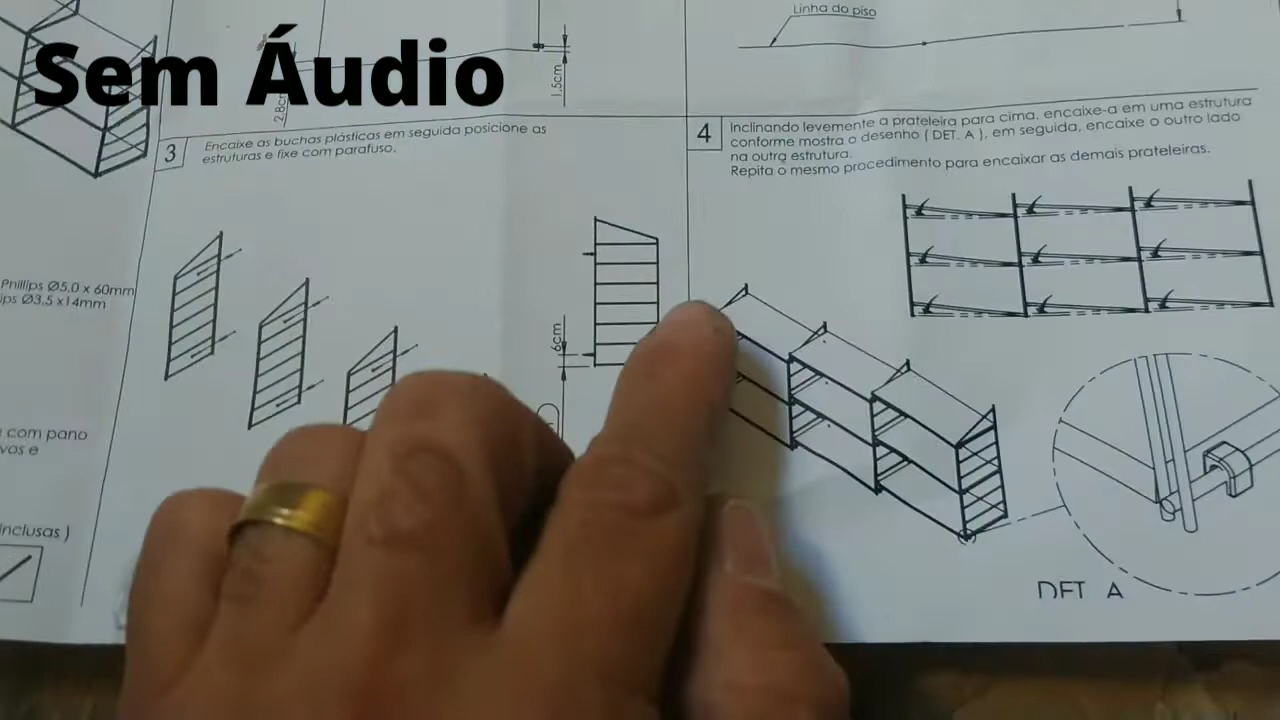 Sem Áudio
Linha do piso
1.5cm
3
Encaixe as buchas plásticas em seguida posicione as
estruturas e fixe com parafuso.
4
Inclinando levemente a prateleira para cima, encaixe-a em uma estrutura
conforme mostra o desenho ( DET. A ), em seguida, encaixe o outro lado
na outra estrutura.
Repita o mesmo procedimento para encaixar as demais prateleiras.
Phillips Ø5.0 x 60mm
ips Ø3.5 x14mm
6cm
com pano
vos e
nclusas )
DET A